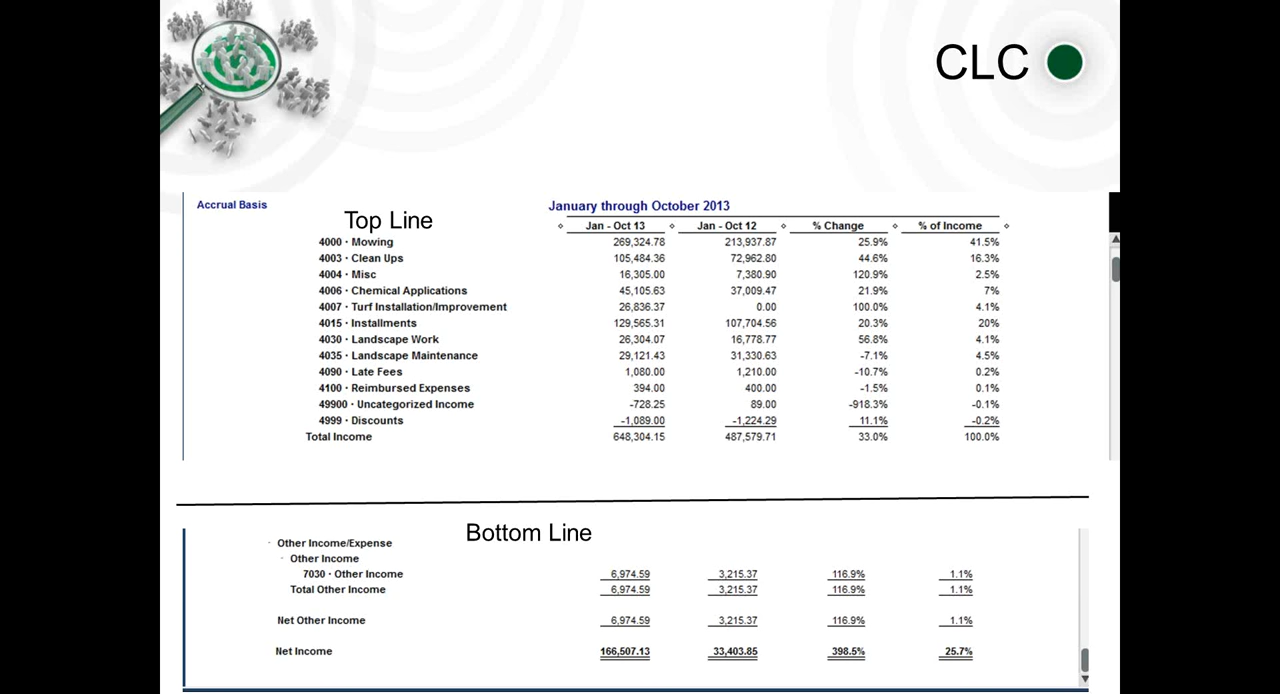 CLC
Accrual Basis
Top Line
January through October 2013
Jan - Oct 13 Jan - Oct 12 % Change % of Income
4000 · Mowing 269,324.78 213,937.87 25.9% 41.5%
4003 · Clean Ups 105,484.36 72,962.80 44.6% 16.3%
4004 · Misc 16,305.00 7,380.90 120.9% 2.5%
4006 · Chemical Applications 45,105.63 37,009.47 21.9% 7%
4007 · Turf Installation/Improvement 26,836.37 0.00 100.0% 4.1%
4015 · Installments 129,565.31 107,704.56 20.3% 20%
4030 · Landscape Work 26,304.07 16,778.77 56.8% 4.1%
4035 · Landscape Maintenance 29,121.43 31,330.63 -7.1% 4.5%
4090 · Late Fees 1,080.00 1,210.00 -10.7% 0.2%
4100 · Reimbursed Expenses 394.00 400.00 -1.5% 0.1%
49900 · Uncategorized Income -728.25 89.00 -918.3% -0.1%
4999 · Discounts -1,089.00 -1,224.29 11.1% -0.2%
Total Income 648,304.15 487,579.71 33.0% 100.0%
Bottom Line
Other Income/Expense
Other Income
7030 · Other Income 6,974.59 3,215.37 116.9% 1.1%
Total Other Income 6,974.59 3,215.37 116.9% 1.1%
Net Other Income 6,974.59 3,215.37 116.9% 1.1%
Net Income 166,507.13 33,403.85 398.5% 25.7%